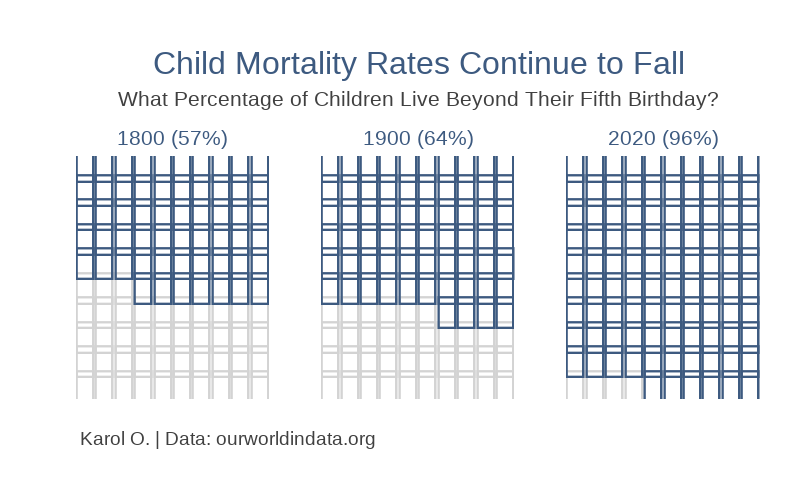 Child Mortality Rates Continue to Fall
What Percentage of Children Live Beyond Their Fifth Birthday?
1800 (57%)
1900 (64%)
2020 (96%)
Karol O. | Data: ourworldindata.org